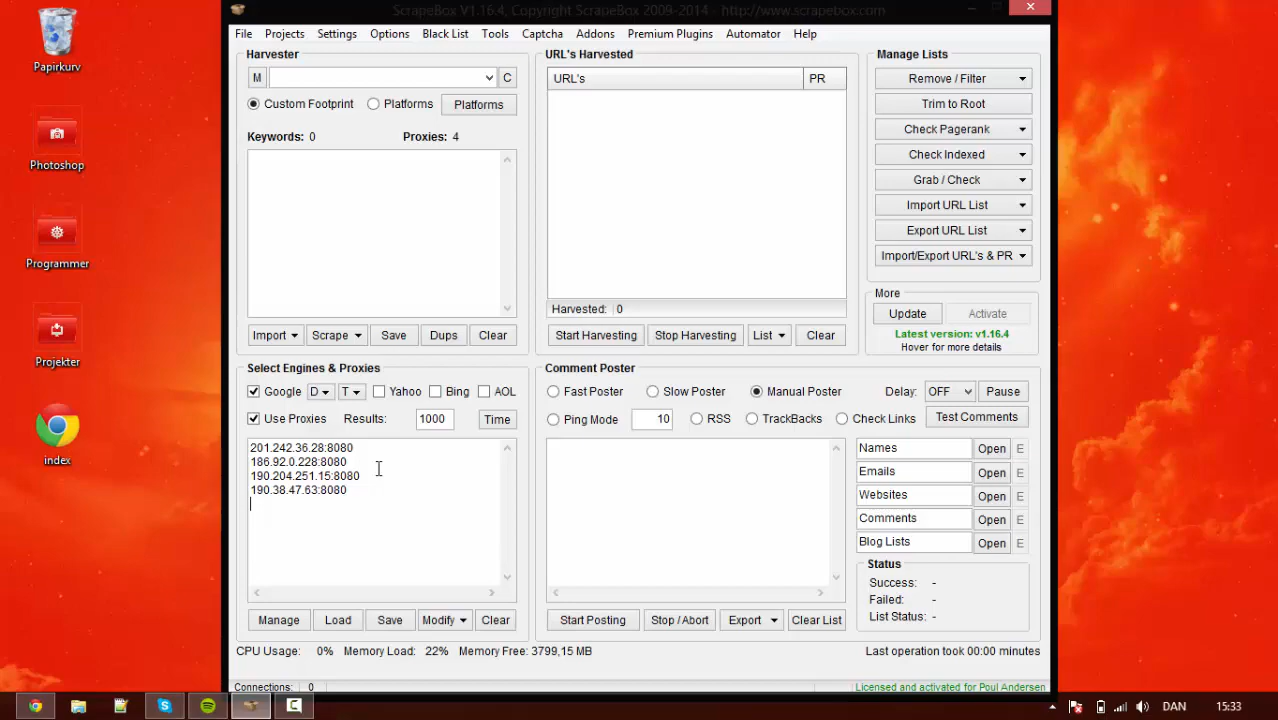 ScrapeBox V1.16.4, Copyright ScrapeBox 2009-2014 - http://www.scrapebox.com
File Projects Settings Options Black List Tools Captcha Addons Premium Plugins Automator Help
Papirkurv
Photoshop
Programmer
Projekter
index
Harvester
M C
Custom Footprint Platforms Platforms
Keywords: 0 Proxies: 4
Import Scrape Save Dups Clear
URL's Harvested
URL's PR
Harvested: 0
Start Harvesting Stop Harvesting List Clear
Manage Lists
Remove / Filter
Trim to Root
Check Pagerank
Check Indexed
Grab / Check
Import URL List
Export URL List
Import/Export URL's & PR
More
Update Activate
Latest version: v1.16.4
Hover for more details
Select Engines & Proxies
Google D T Yahoo Bing AOL
Use Proxies Results: 1000 Time
201.242.36.28:8080
186.92.0.228:8080
190.204.251.15:8080
190.38.47.63:8080
Manage Load Save Modify Clear
Comment Poster
Fast Poster Slow Poster Manual Poster Delay: OFF Pause
Ping Mode 10 RSS TrackBacks Check Links Test Comments
Names Open E
Emails Open E
Websites Open E
Comments Open E
Blog Lists Open E
Status
Success: -
Failed: -
List Status: -
Start Posting Stop / Abort Export Clear List
CPU Usage: 0% Memory Load: 22% Memory Free: 3799,15 MB Last operation took 00:00 minutes
Connections: 0 Licensed and activated for Poul Andersen
DAN 15:33